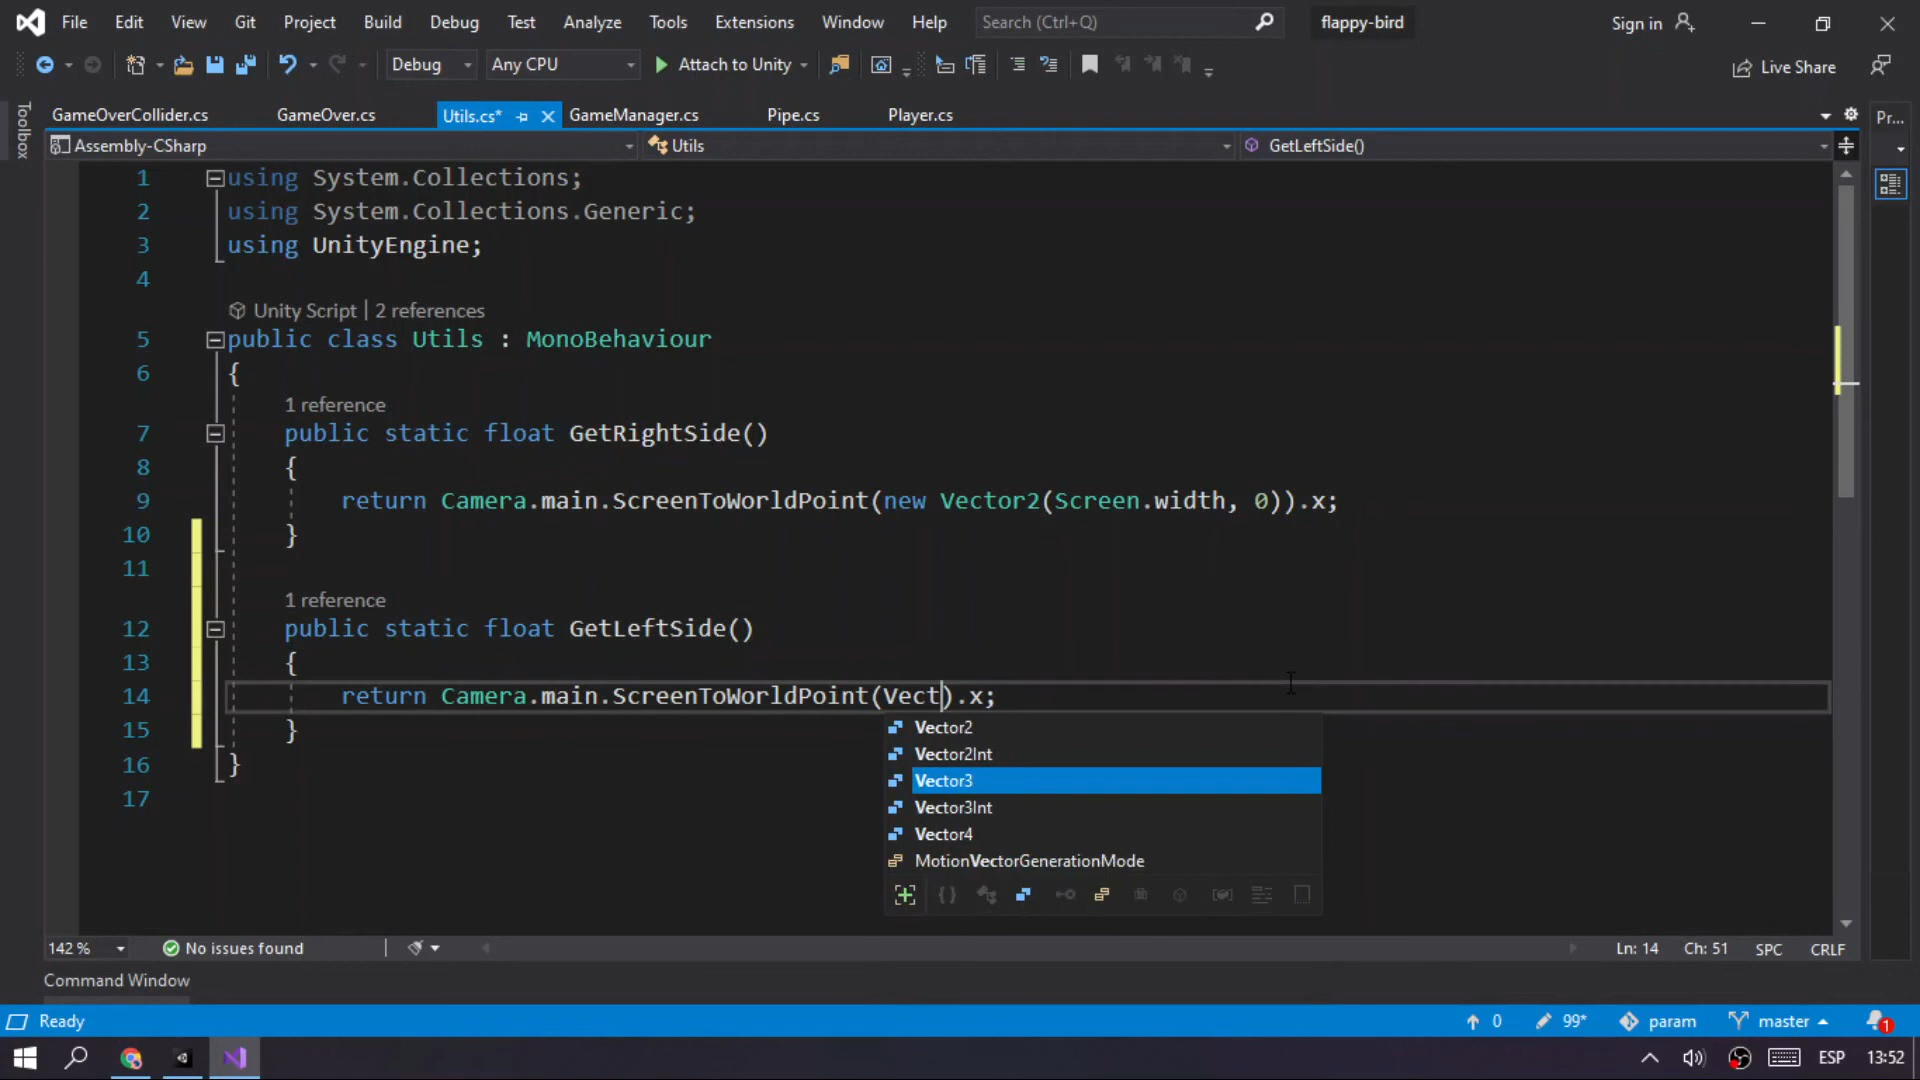 File Edit View Git Project Build Debug Test Analyze Tools Extensions Window Help Search (Ctrl+Q) flappy-bird Sign in
Debug Any CPU Attach to Unity Live Share
Toolbox
GameOverCollider.cs GameOver.cs Utils.cs* GameManager.cs Pipe.cs Player.cs
Pr...
Assembly-CSharp Utils GetLeftSide()
1 using System.Collections;
2 using System.Collections.Generic;
3 using UnityEngine;
4
Unity Script | 2 references
5 public class Utils : MonoBehaviour
6 {
1 reference
7 public static float GetRightSide()
8 {
9 return Camera.main.ScreenToWorldPoint(new Vector2(Screen.width, 0)).x;
10 }
11
1 reference
12 public static float GetLeftSide()
13 {
14 return Camera.main.ScreenToWorldPoint(Vect).x;
15 }
16 }
17
Vector2
Vector2Int
Vector3
Vector3Int
Vector4
MotionVectorGenerationMode
142 % No issues found Ln: 14 Ch: 51 SPC CRLF
Command Window
Ready 0 99* param master 1
ESP 13:52